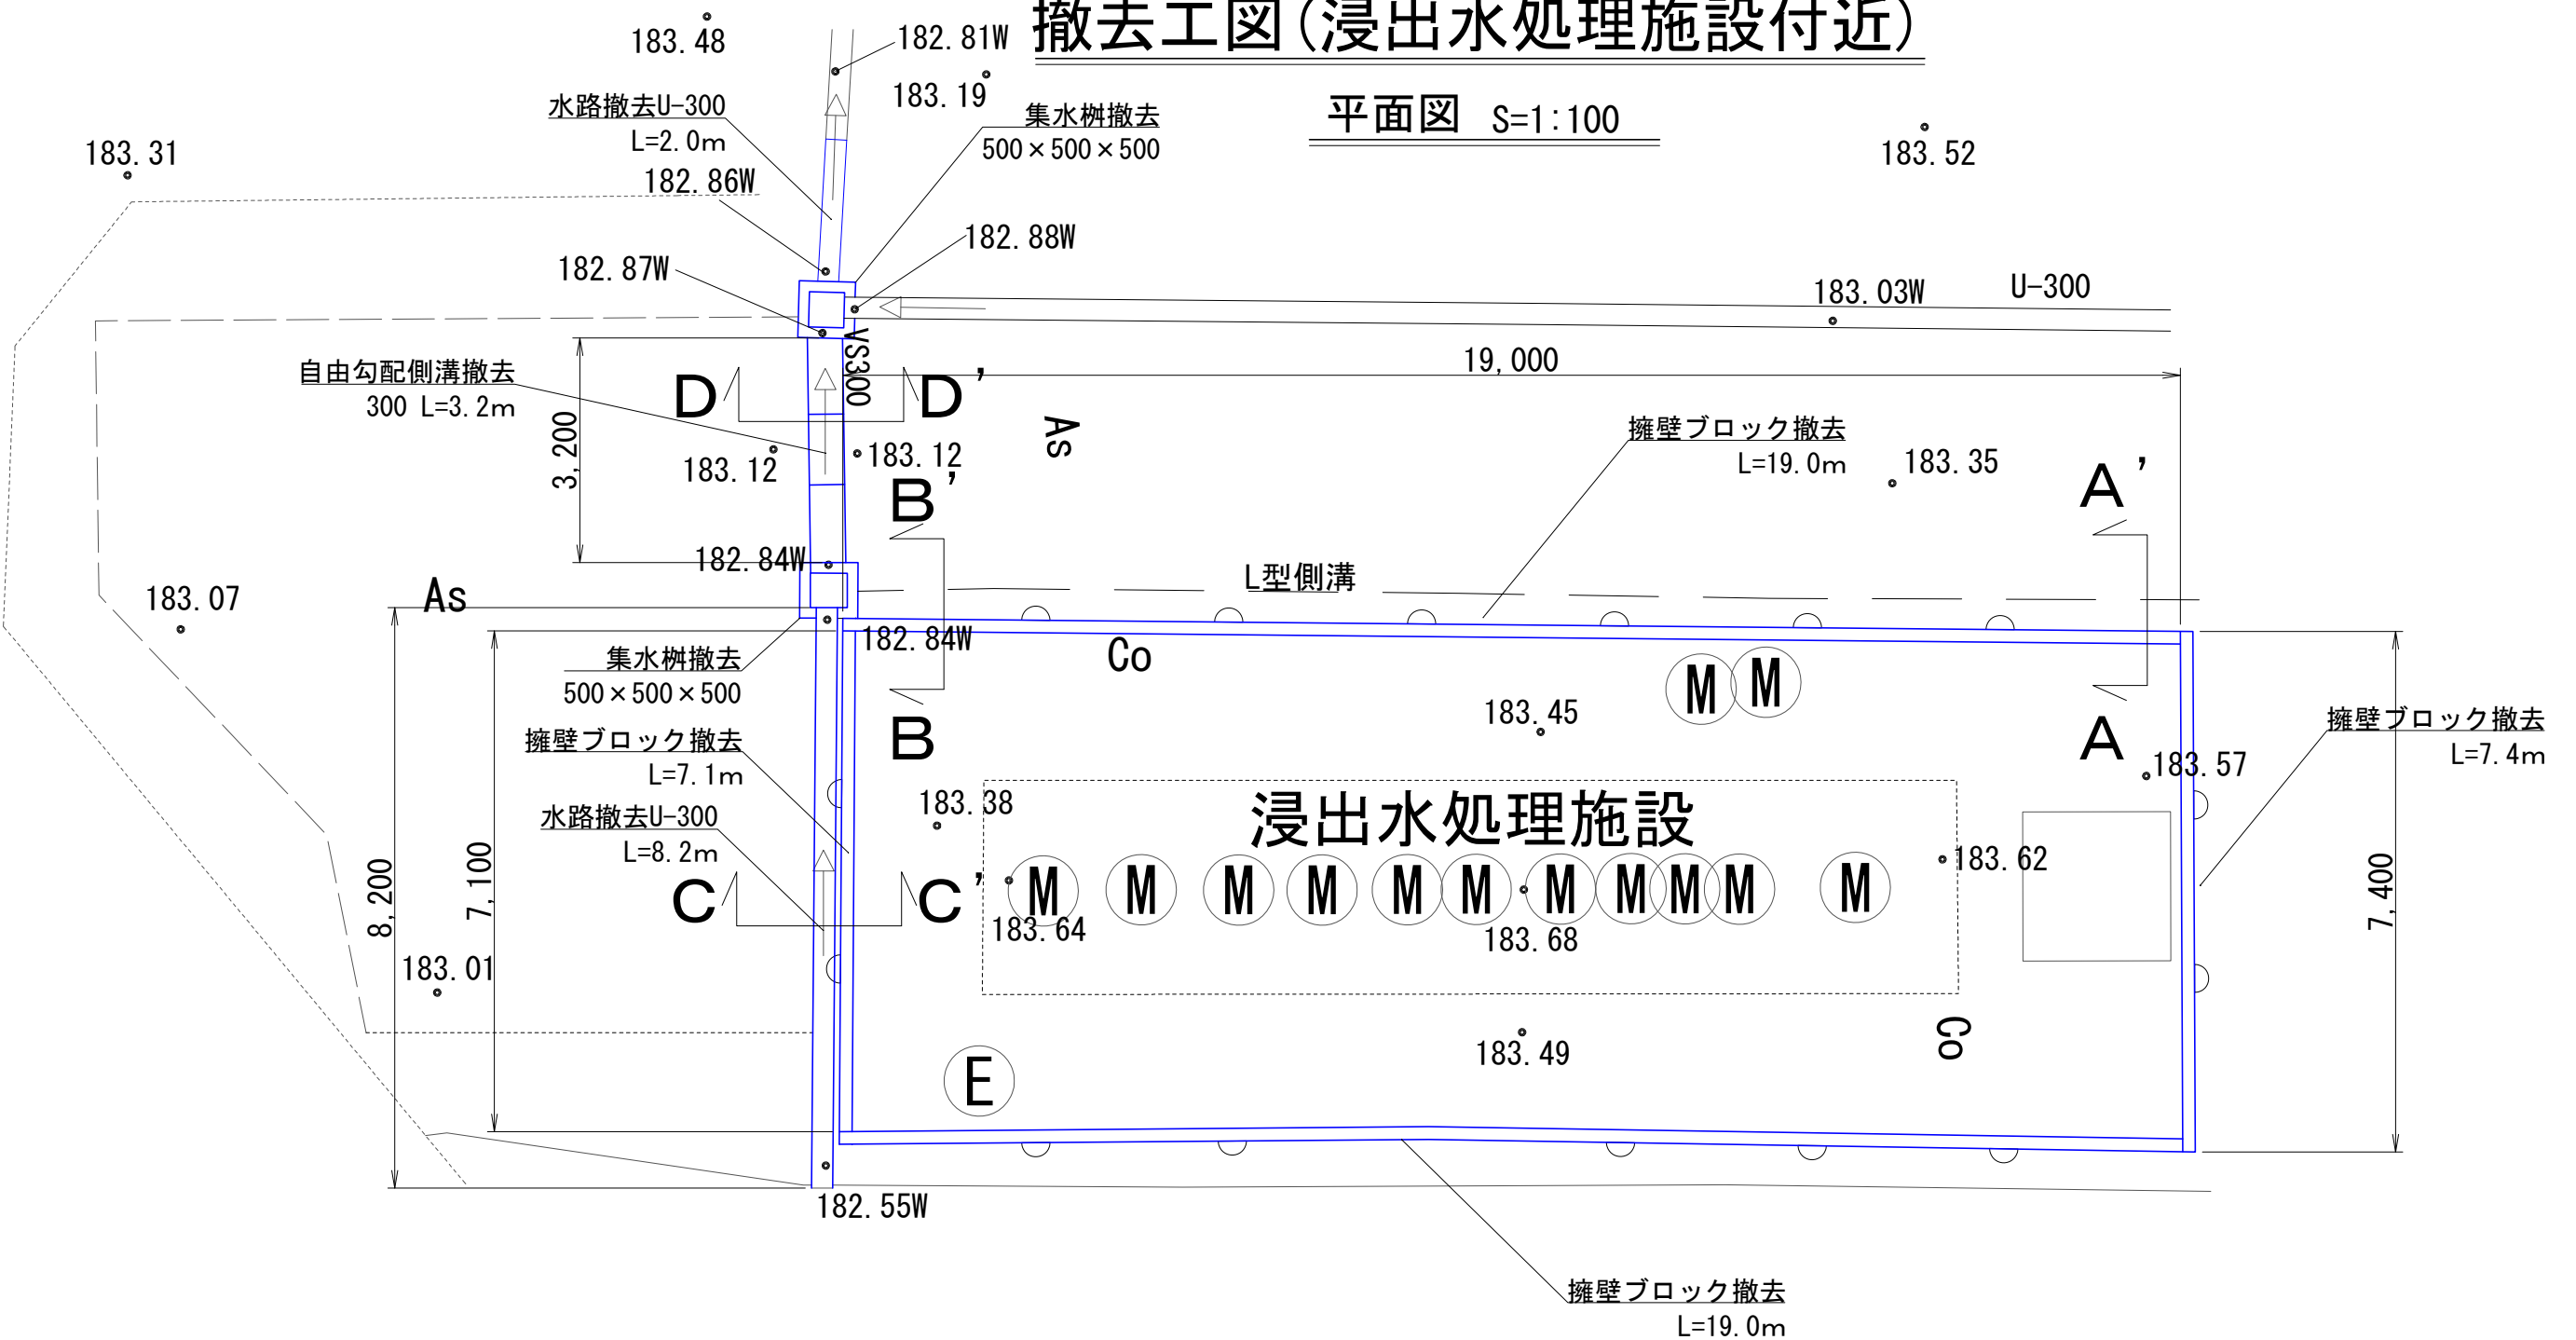 撤去工図(浸出水処理施設付近)
平面図 S=1:100
183.48
182.81W
183.19
水路撤去U-300
L=2.0m
集水桝撤去
500×500×500
183.52
183.31
182.86W
182.88W
182.87W
183.03W
U-300
VS300
19,000
自由勾配側溝撤去
300 L=3.2m
D
D'
As
3,200
擁壁ブロック撤去
L=19.0m
183.35
183.12
183.12
A'
B'
182.84W
L型側溝
183.07
As
182.84W
Co
集水桝撤去
500×500×500
M
M
183.45
B
A
擁壁ブロック撤去
L=7.4m
擁壁ブロック撤去
L=7.1m
183.57
183.38
浸出水処理施設
水路撤去U-300
L=8.2m
183.62
8,200
7,100
7,400
C
C'
M
M
M
M
M
M
M
M
M
M
M
183.64
183.68
183.01
183.49
Co
E
182.55W
擁壁ブロック撤去
L=19.0m